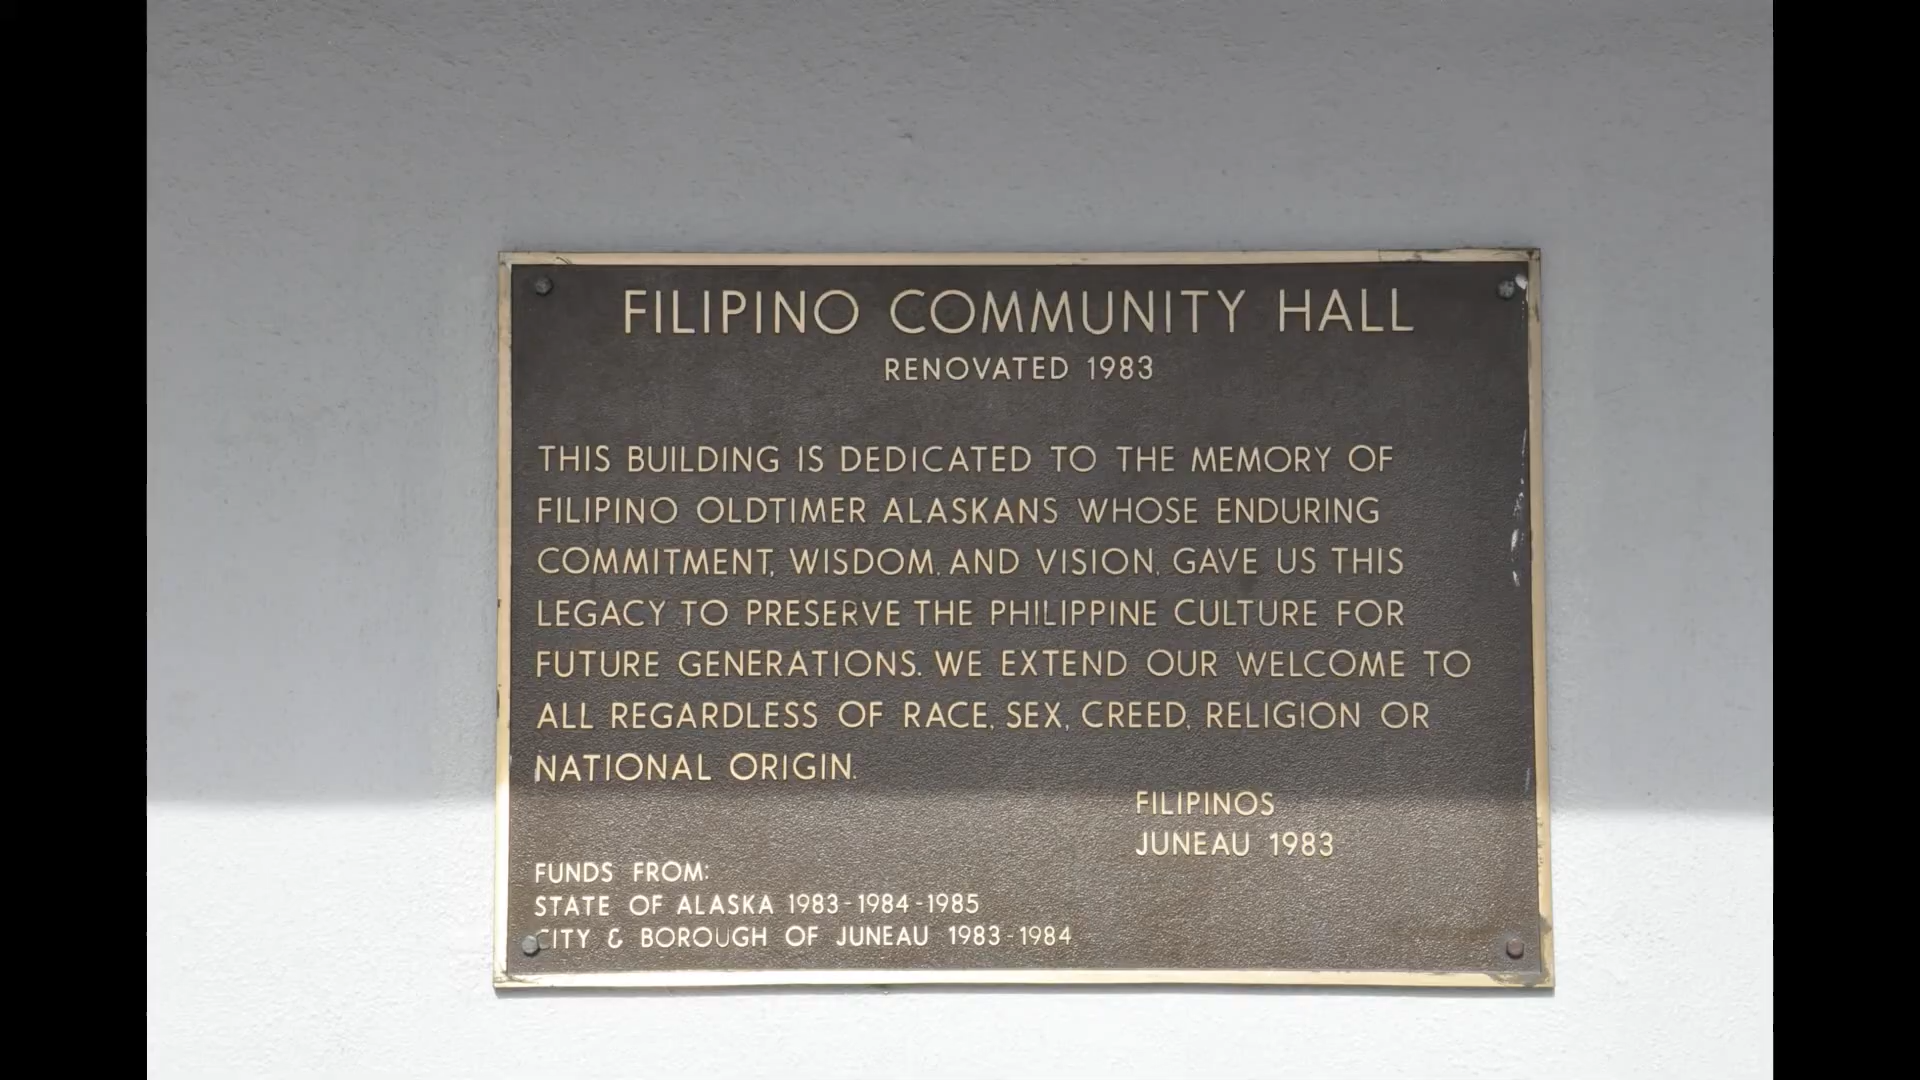 FILIPINO COMMUNITY HALL
RENOVATED 1983
THIS BUILDING IS DEDICATED TO THE MEMORY OF
FILIPINO OLDTIMER ALASKANS WHOSE ENDURING
COMMITMENT, WISDOM, AND VISION, GAVE US THIS
LEGACY TO PRESERVE THE PHILIPPINE CULTURE FOR
FUTURE GENERATIONS. WE EXTEND OUR WELCOME TO
ALL REGARDLESS OF RACE, SEX, CREED, RELIGION OR
NATIONAL ORIGIN.
FILIPINOS
JUNEAU 1983
FUNDS FROM:
STATE OF ALASKA 1983-1984-1985
CITY & BOROUGH OF JUNEAU 1983-1984